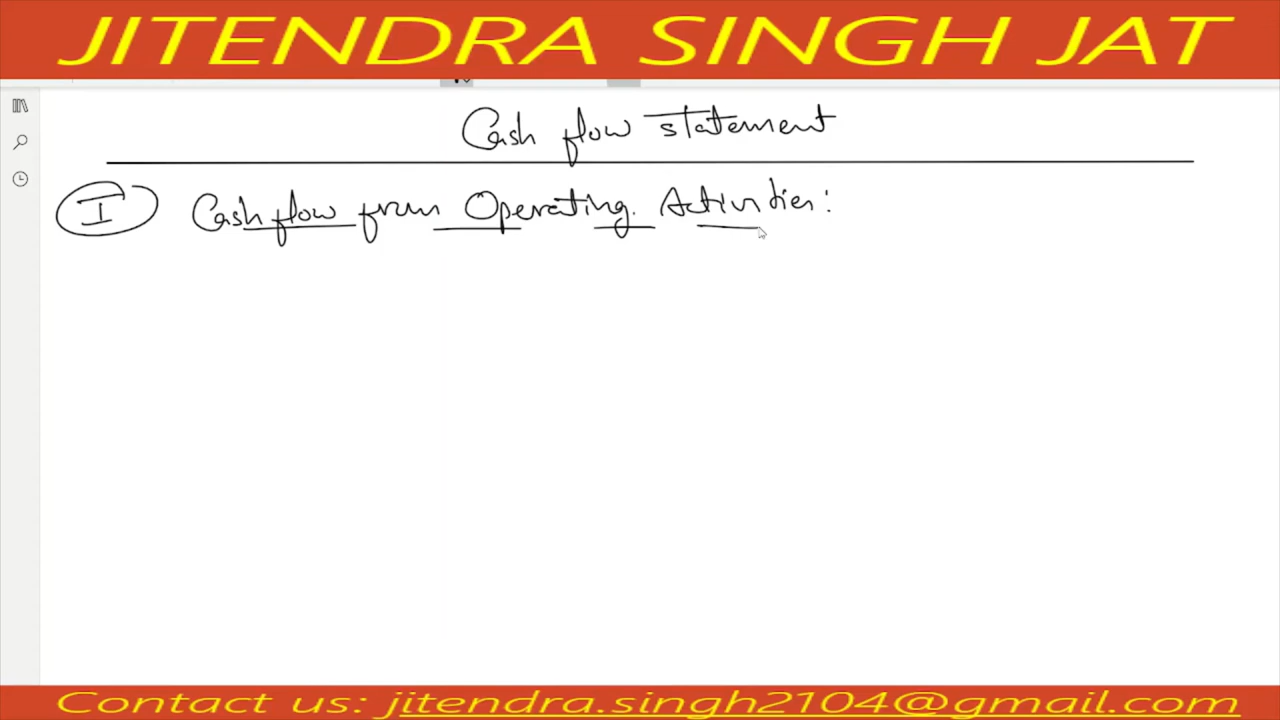 JITENDRA SINGH JAT
Cash flow statement
I Cash flow from Operating Activities:
Contact us: jitendra.singh2104@gmail.com